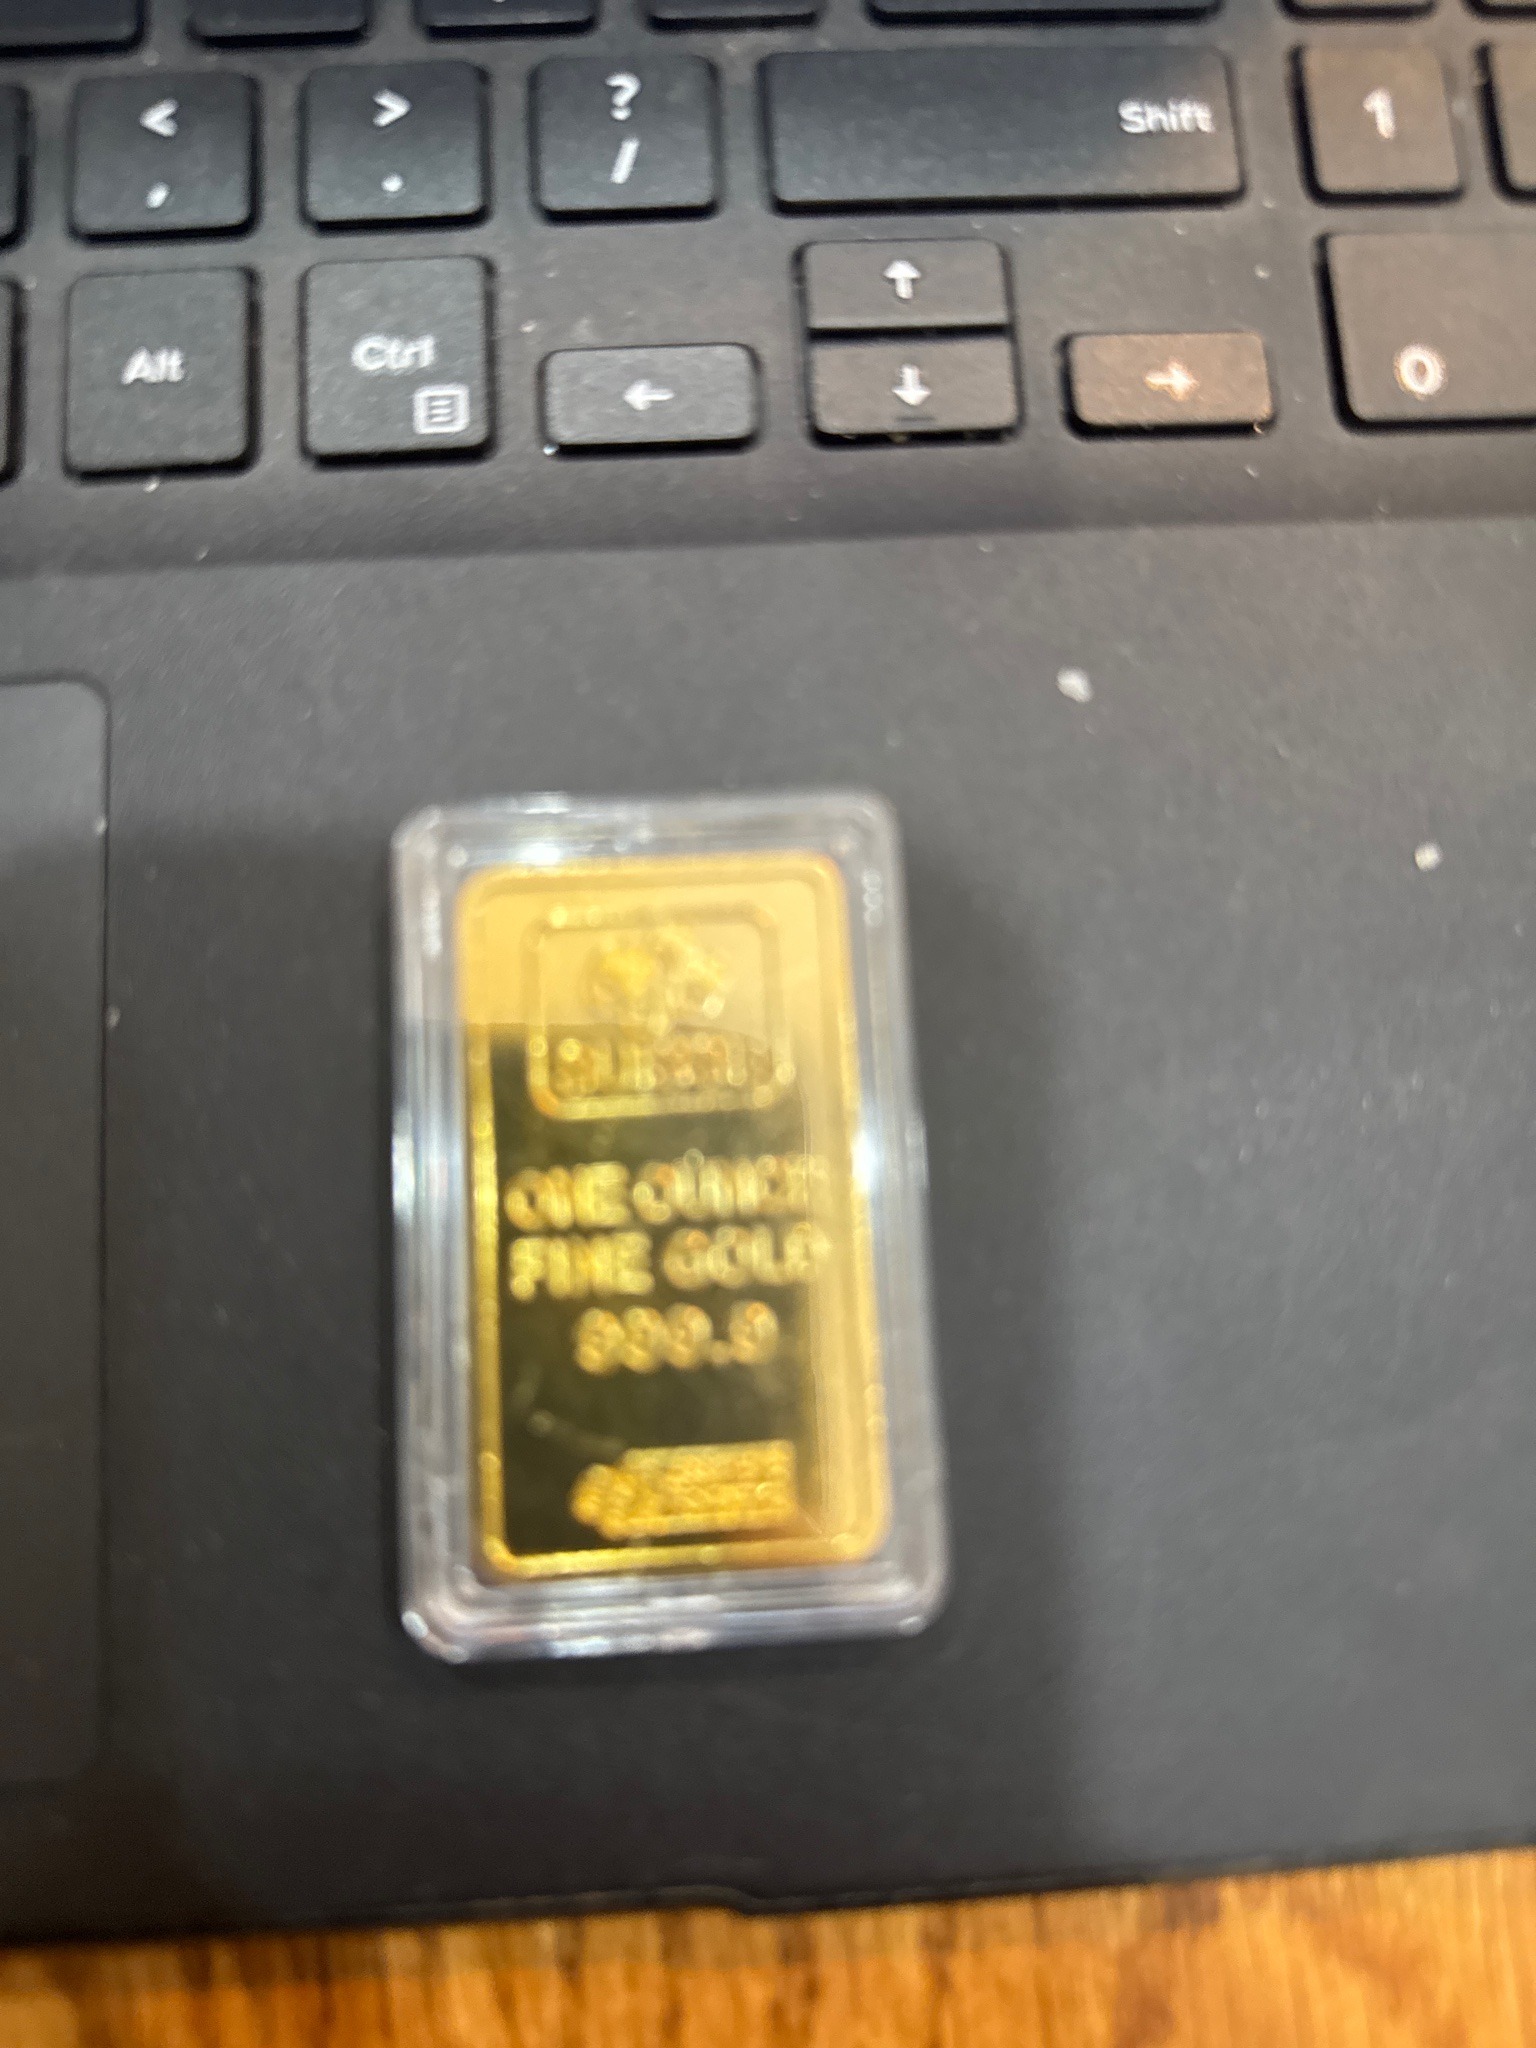 < > ? Shift 1
, . /
Alt Ctrl 0
ONE OUNCE
FINE GOLD
999.9